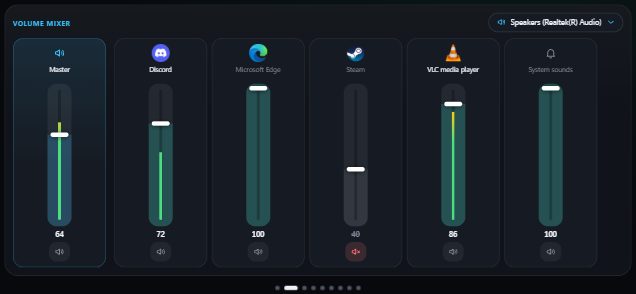 VOLUME MIXER
Speakers (Realtek(R) Audio)
Master
Discord
Microsoft Edge
Steam
VLC media player
System sounds
64
72
100
40
86
100